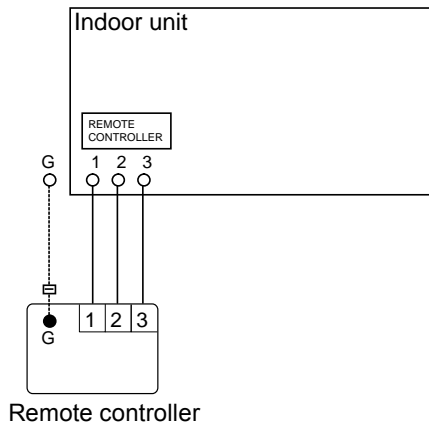 Indoor unit
REMOTE
CONTROLLER
G 1 2 3
1 2 3
G
Remote controller